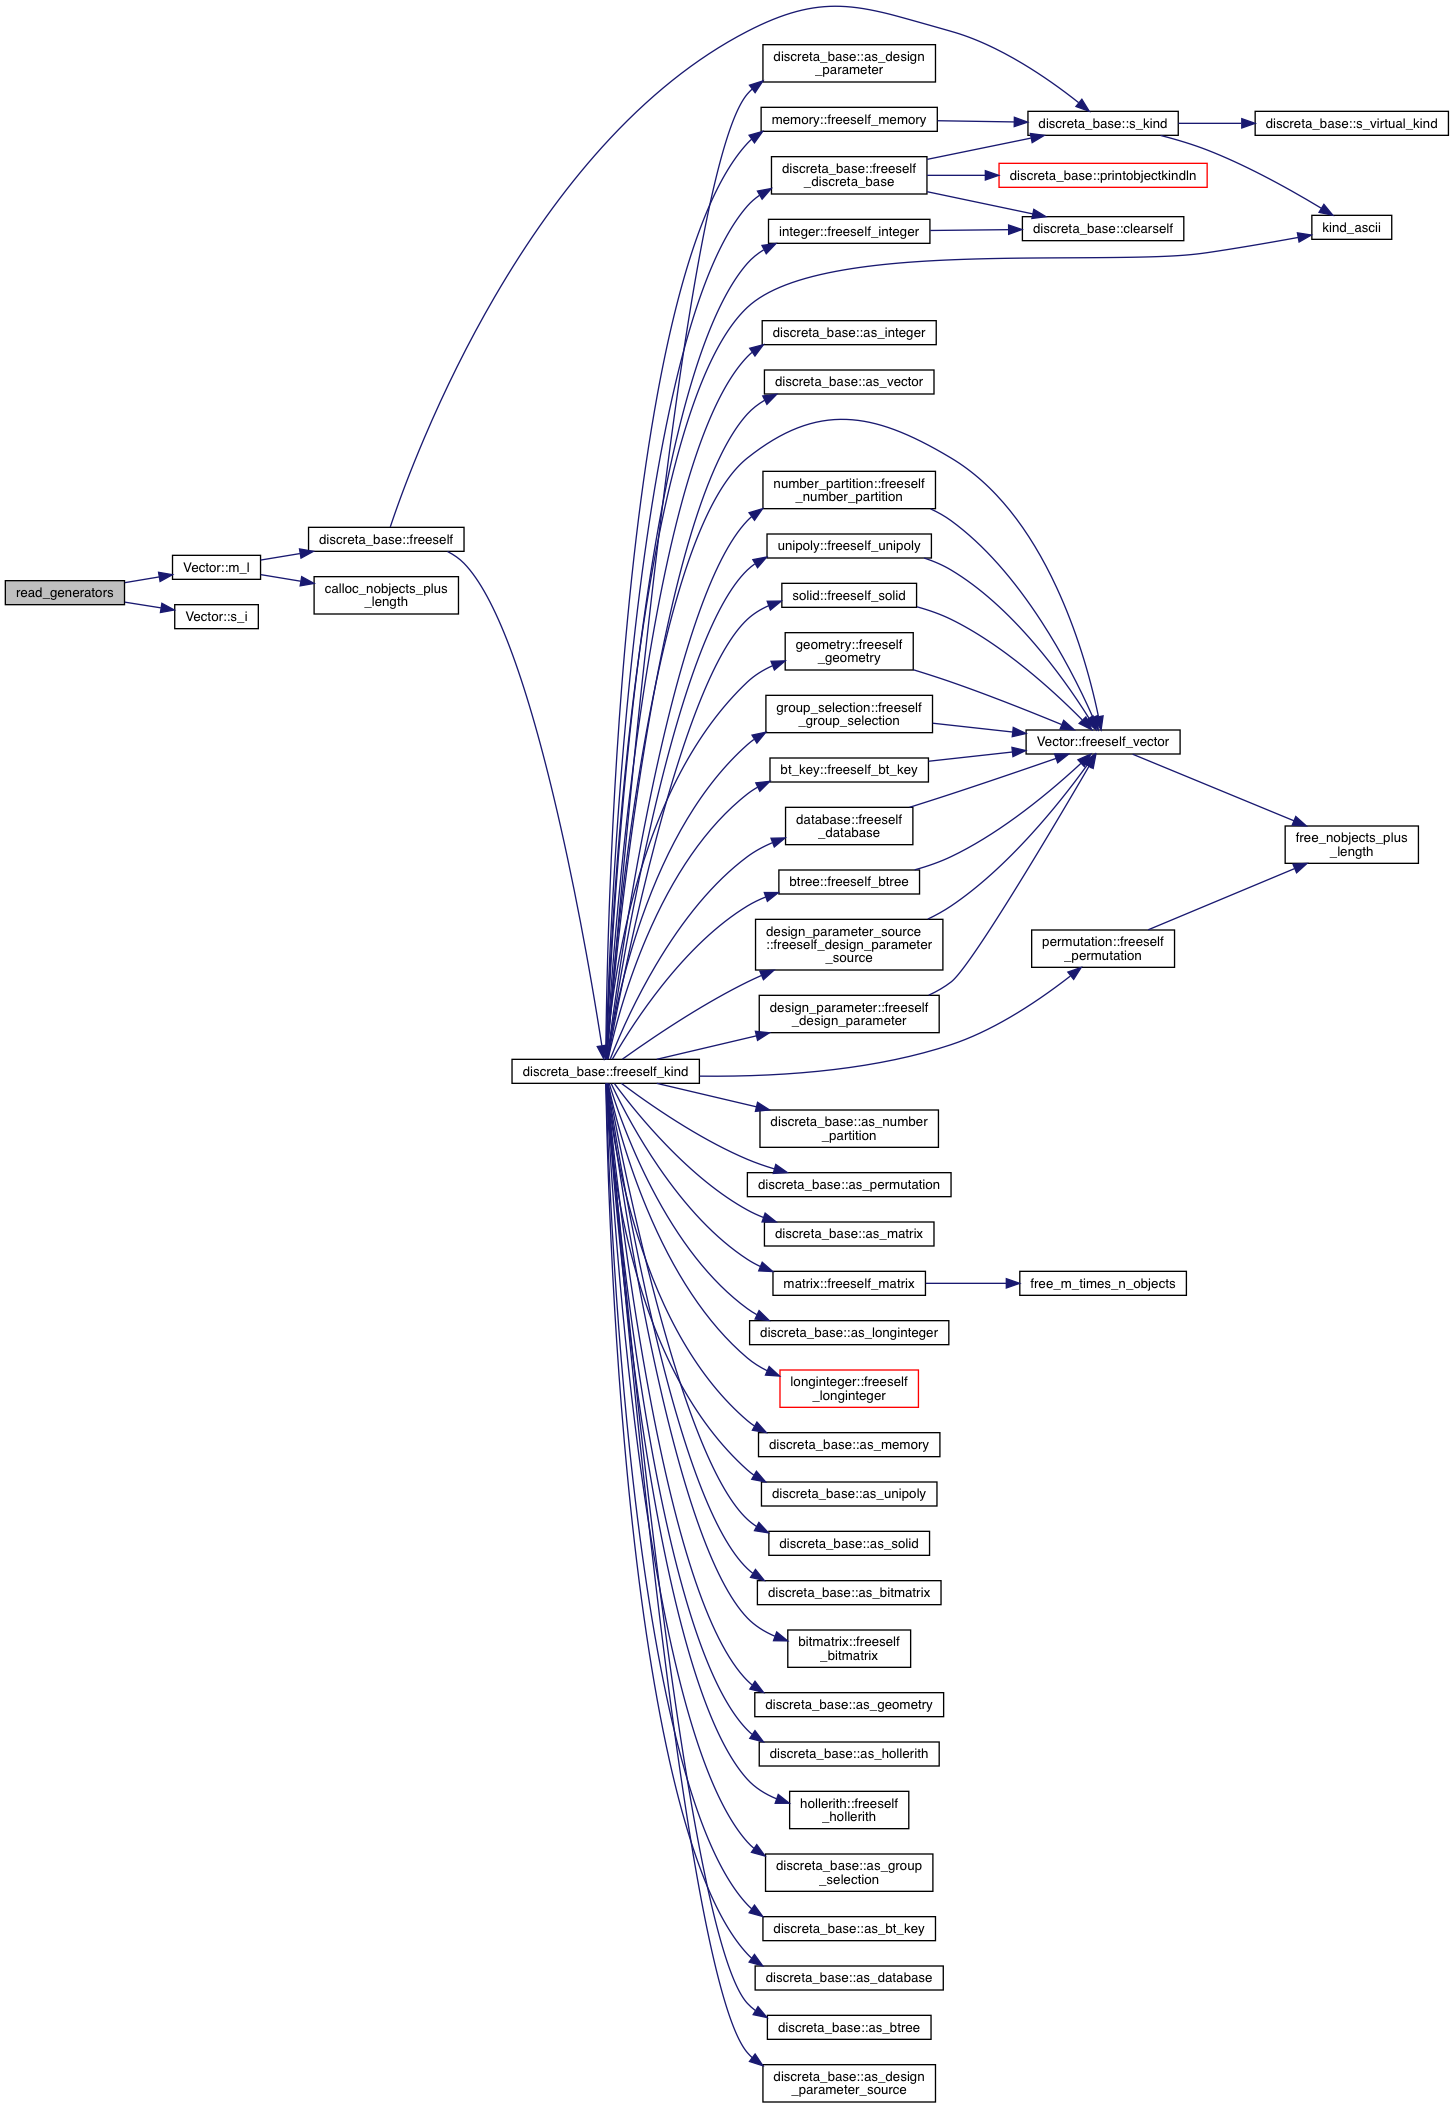 read_generators
Vector::m_l
Vector::s_i
discreta_base::freeself
calloc_nobjects_plus
_length
discreta_base::freeself_kind
discreta_base::as_design
_parameter
memory::freeself_memory
discreta_base::freeself
_discreta_base
integer::freeself_integer
discreta_base::as_integer
discreta_base::as_vector
number_partition::freeself
_number_partition
unipoly::freeself_unipoly
solid::freeself_solid
geometry::freeself
_geometry
group_selection::freeself
_group_selection
bt_key::freeself_bt_key
database::freeself
_database
btree::freeself_btree
design_parameter_source
::freeself_design_parameter
_source
design_parameter::freeself
_design_parameter
discreta_base::as_number
_partition
discreta_base::as_permutation
discreta_base::as_matrix
matrix::freeself_matrix
discreta_base::as_longinteger
longinteger::freeself
_longinteger
discreta_base::as_memory
discreta_base::as_unipoly
discreta_base::as_solid
discreta_base::as_bitmatrix
bitmatrix::freeself
_bitmatrix
discreta_base::as_geometry
discreta_base::as_hollerith
hollerith::freeself
_hollerith
discreta_base::as_group
_selection
discreta_base::as_bt_key
discreta_base::as_database
discreta_base::as_btree
discreta_base::as_design
_parameter_source
discreta_base::s_kind
discreta_base::printobjectkindln
discreta_base::clearself
Vector::freeself_vector
permutation::freeself
_permutation
free_m_times_n_objects
discreta_base::s_virtual_kind
kind_ascii
free_nobjects_plus
_length